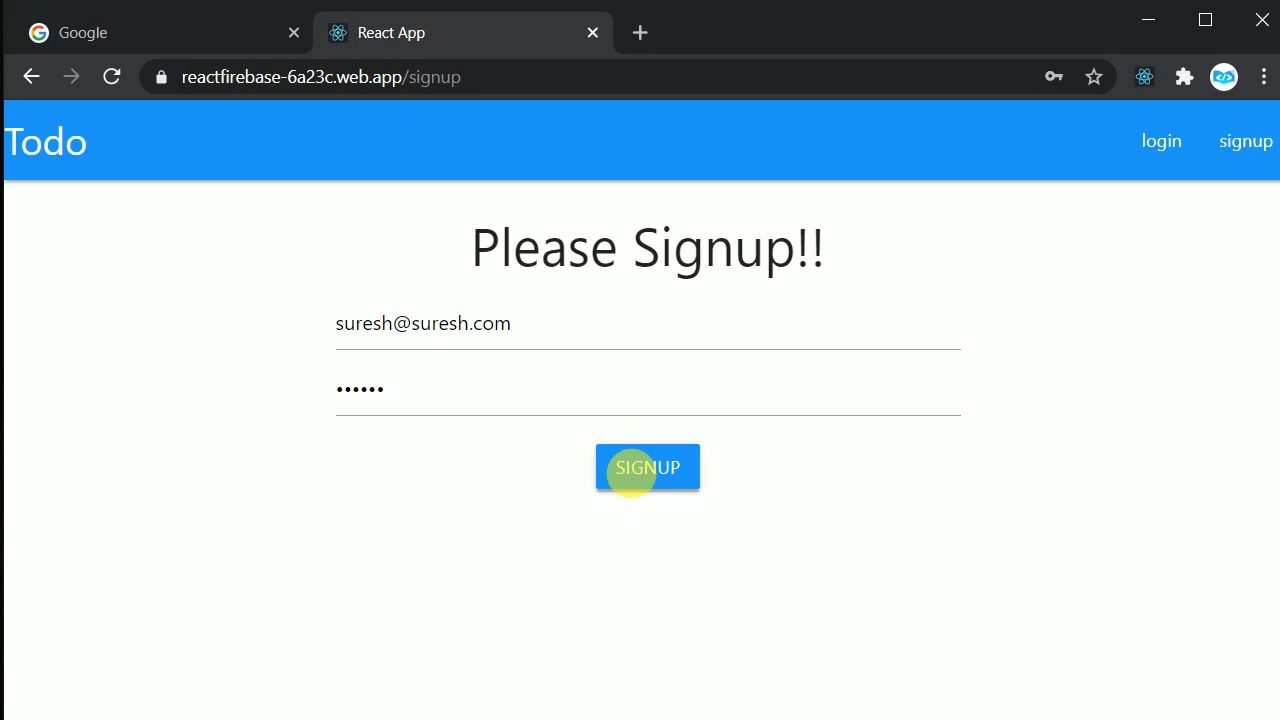 Google
React App
reactfirebase-6a23c.web.app/signup
Todo
login
signup
Please Signup!!
suresh@suresh.com
••••••
SIGNUP